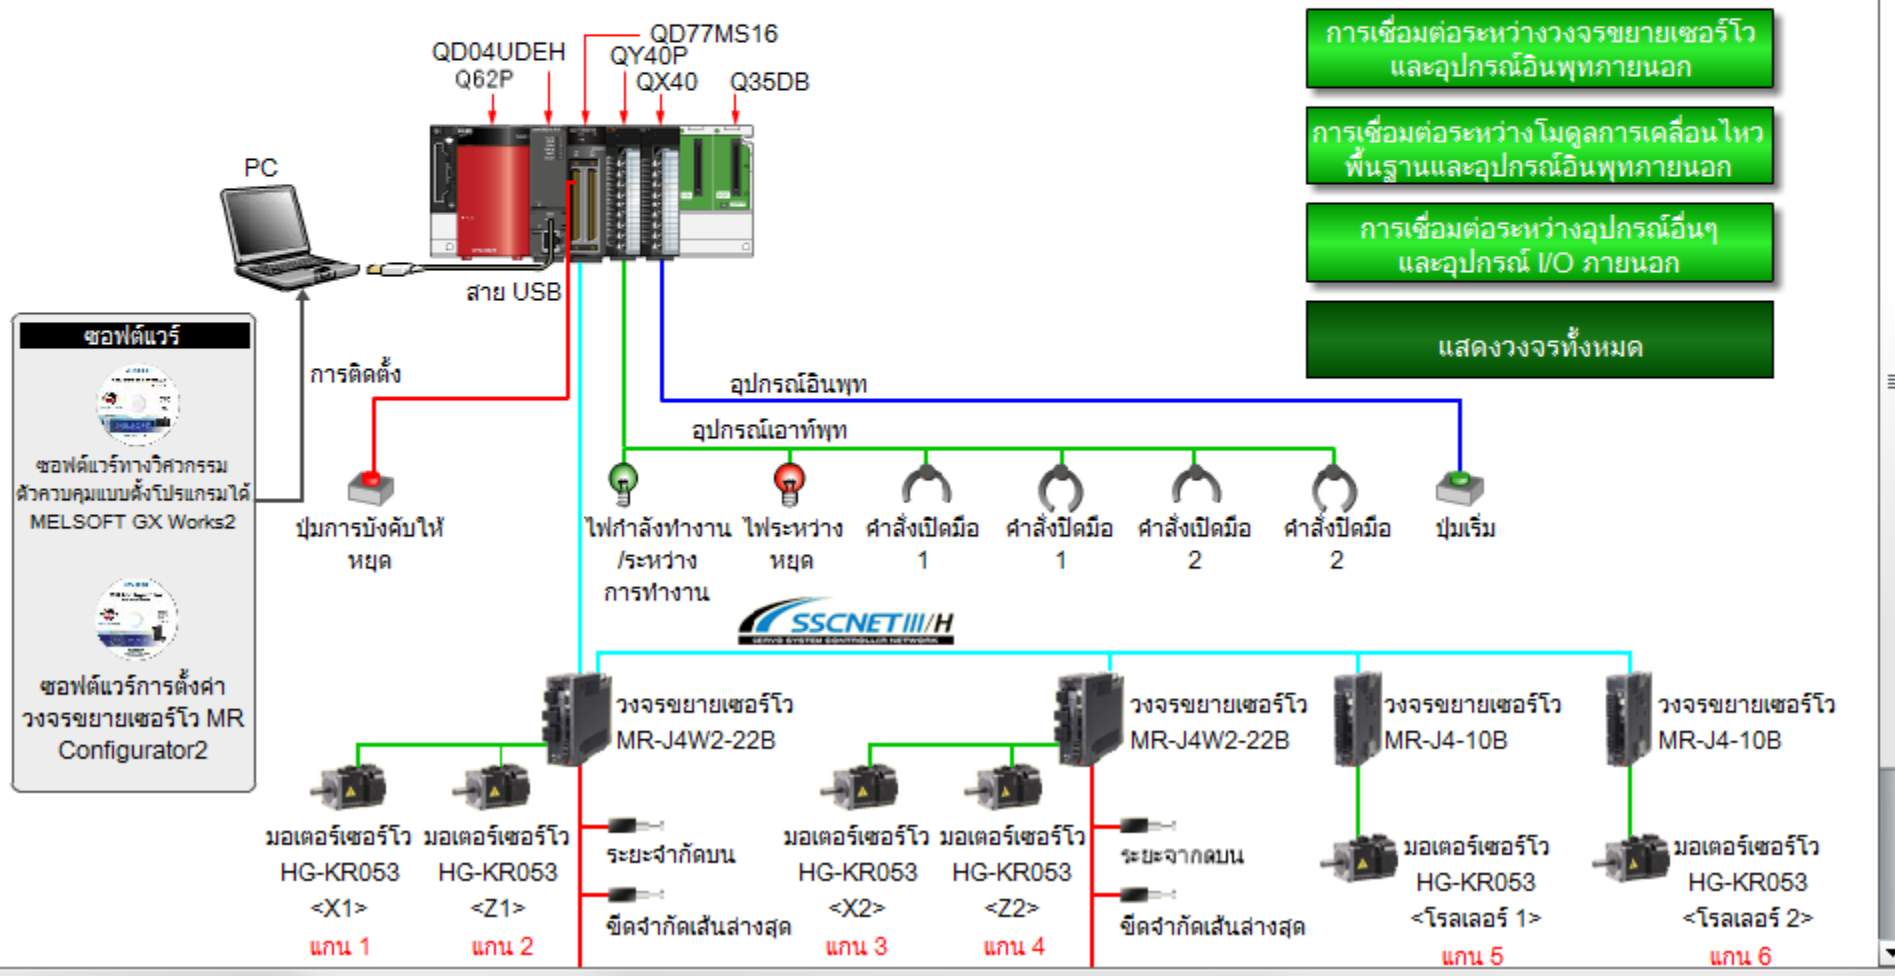 QD77MS16
QD04UDEH
QY40P
Q62P
QX40
Q35DB
PC
สาย USB
การเชื่อมต่อระหว่างวงจรขยายเซอร์โว
และอุปกรณ์อินพุทภายนอก
การเชื่อมต่อระหว่างโมดูลการเคลื่อนไหว
พื้นฐานและอุปกรณ์อินพุทภายนอก
การเชื่อมต่อระหว่างอุปกรณ์อื่นๆ
และอุปกรณ์ I/O ภายนอก
แสดงวงจรทั้งหมด
ซอฟต์แวร์
ซอฟต์แวร์ทางวิศวกรรม
ตัวควบคุมแบบตั้งโปรแกรมได้
MELSOFT GX Works2
ซอฟต์แวร์การตั้งค่า
วงจรขยายเซอร์โว MR
Configurator2
การติดตั้ง
อุปกรณ์อินพุท
อุปกรณ์เอาท์พุท
ปุ่มการบังคับให้
หยุด
ไฟกำลังทำงาน
/ระหว่าง
การทำงาน
ไฟระหว่าง
หยุด
คำสั่งเปิดมือ
1
คำสั่งปิดมือ
1
คำสั่งเปิดมือ
2
คำสั่งปิดมือ
2
ปุ่มเริ่ม
SSCNETIII/H
SERVO SYSTEM CONTROLLER NETWORK
วงจรขยายเซอร์โว
MR-J4W2-22B
วงจรขยายเซอร์โว
MR-J4W2-22B
วงจรขยายเซอร์โว
MR-J4-10B
วงจรขยายเซอร์โว
MR-J4-10B
มอเตอร์เซอร์โว
HG-KR053
<X1>
แกน 1
มอเตอร์เซอร์โว
HG-KR053
<Z1>
แกน 2
ระยะจำกัดบน
ขีดจำกัดเส้นล่างสุด
มอเตอร์เซอร์โว
HG-KR053
<X2>
แกน 3
มอเตอร์เซอร์โว
HG-KR053
<Z2>
แกน 4
ระยะจากดบน
ขีดจำกัดเส้นล่างสุด
มอเตอร์เซอร์โว
HG-KR053
<โรลเลอร์ 1>
แกน 5
มอเตอร์เซอร์โว
HG-KR053
<โรลเลอร์ 2>
แกน 6